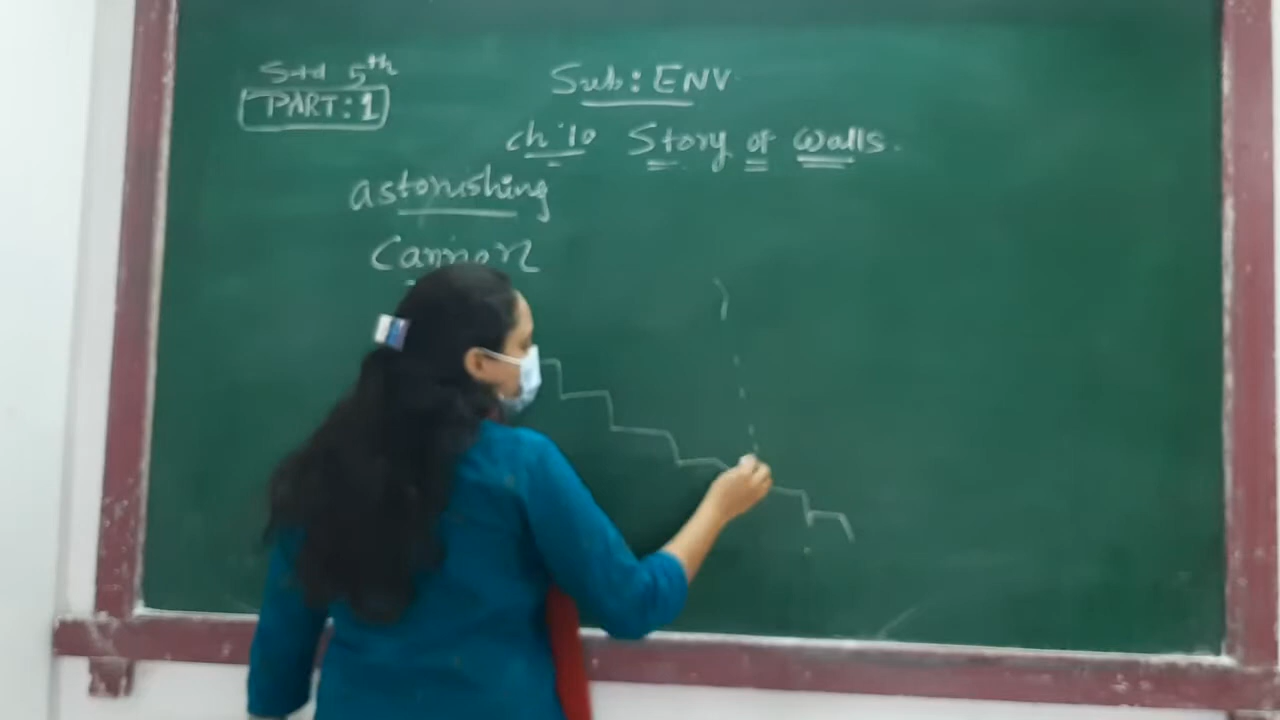 Std 5th
PART: 1
Sub: ENV
Ch 10 Story of Walls.
astonishing
Cannon